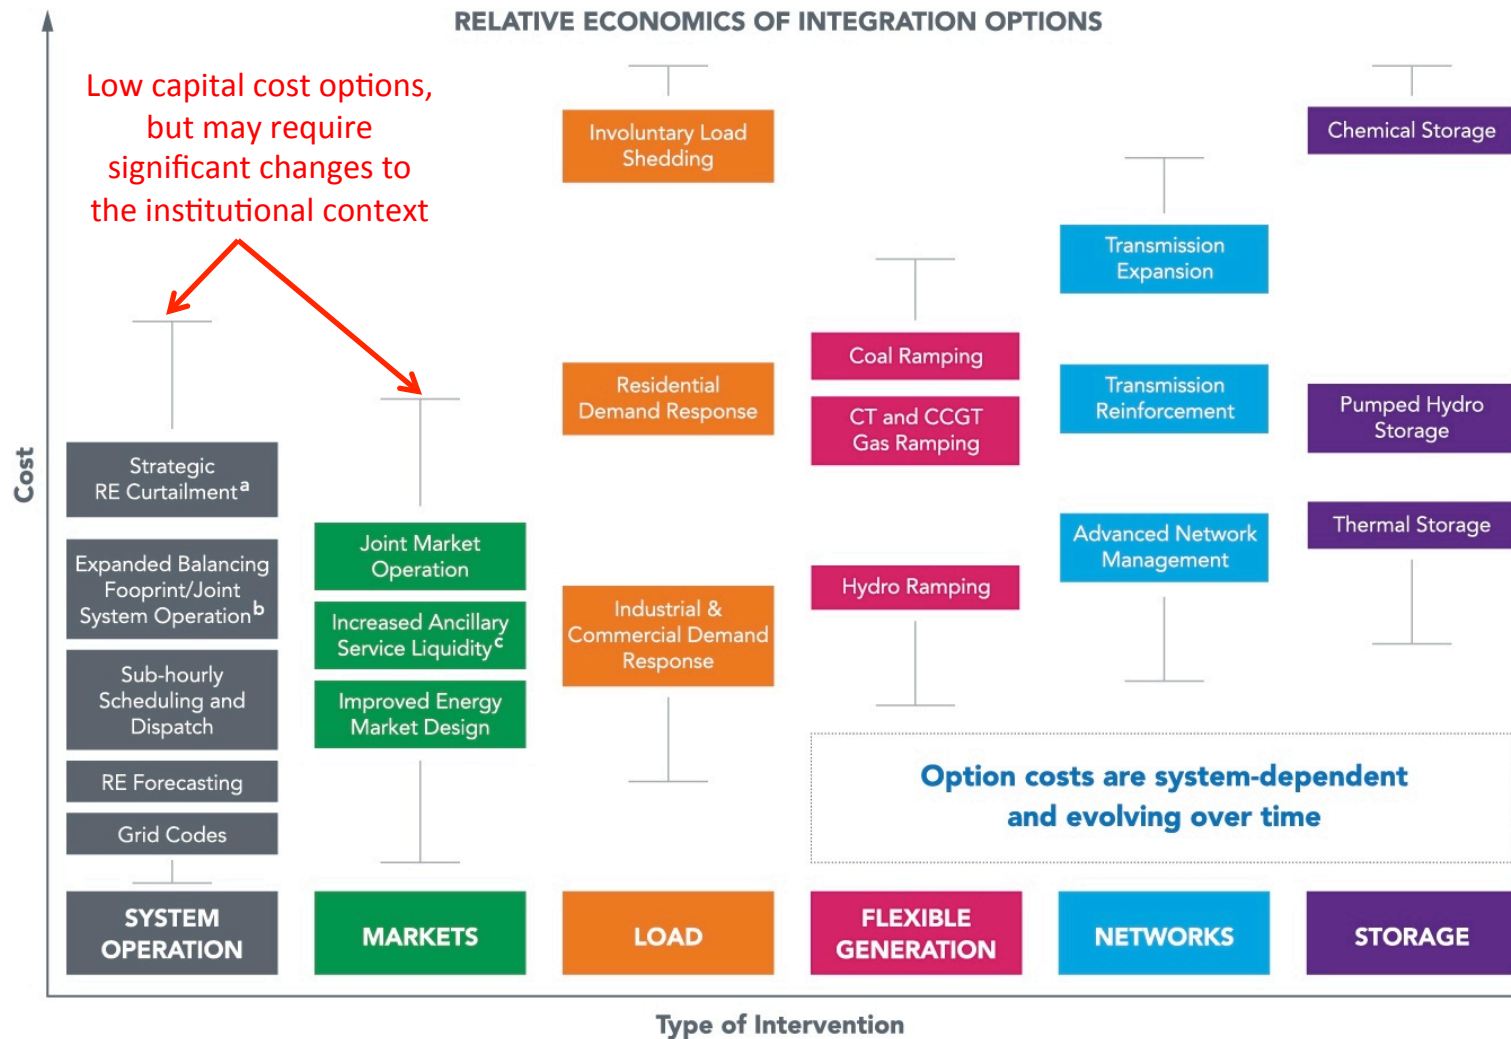 RELATIVE ECONOMICS OF INTEGRATION OPTIONS
Low capital cost options,
but may require
significant changes to
the institutional context
Cost
Strategic
RE Curtailment a
Expanded Balancing
Fooprint/Joint
System Operation b
Sub-hourly
Scheduling and
Dispatch
RE Forecasting
Grid Codes
SYSTEM
OPERATION
Joint Market
Operation
Increased Ancillary
Service Liquidity c
Improved Energy
Market Design
MARKETS
Involuntary Load
Shedding
Residential
Demand Response
Industrial &
Commercial Demand
Response
LOAD
Coal Ramping
CT and CCGT
Gas Ramping
Hydro Ramping
FLEXIBLE
GENERATION
Transmission
Expansion
Transmission
Reinforcement
Advanced Network
Management
NETWORKS
Chemical Storage
Pumped Hydro
Storage
Thermal Storage
STORAGE
Option costs are system-dependent
and evolving over time
Type of Intervention